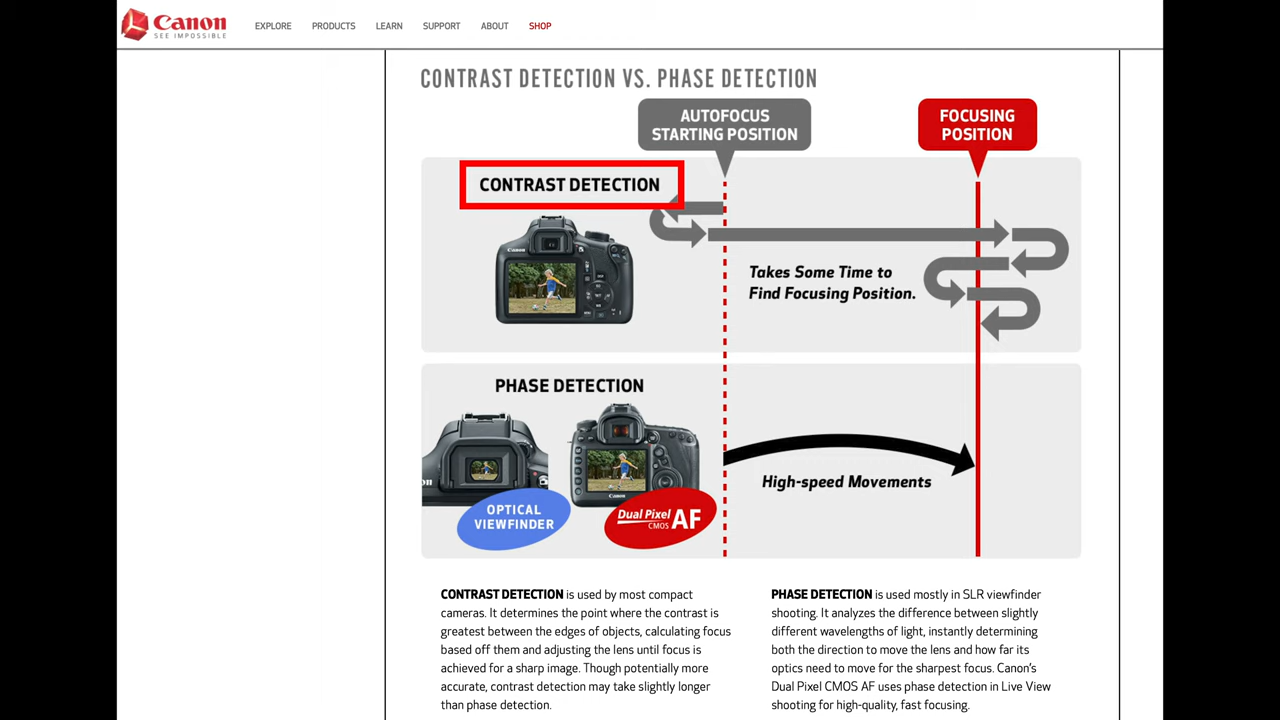 Canon
SEE IMPOSSIBLE
EXPLORE PRODUCTS LEARN SUPPORT ABOUT SHOP
CONTRAST DETECTION VS. PHASE DETECTION
AUTOFOCUS
STARTING POSITION
FOCUSING
POSITION
CONTRAST DETECTION
Canon
Takes Some Time to
Find Focusing Position.
PHASE DETECTION
Canon
OPTICAL
VIEWFINDER
Dual Pixel
CMOS AF
High-speed Movements
CONTRAST DETECTION is used by most compact
cameras. It determines the point where the contrast is
greatest between the edges of objects, calculating focus
based off them and adjusting the lens until focus is
achieved for a sharp image. Though potentially more
accurate, contrast detection may take slightly longer
than phase detection.
PHASE DETECTION is used mostly in SLR viewfinder
shooting. It analyzes the difference between slightly
different wavelengths of light, instantly determining
both the direction to move the lens and how far its
optics need to move for the sharpest focus. Canon's
Dual Pixel CMOS AF uses phase detection in Live View
shooting for high-quality, fast focusing.